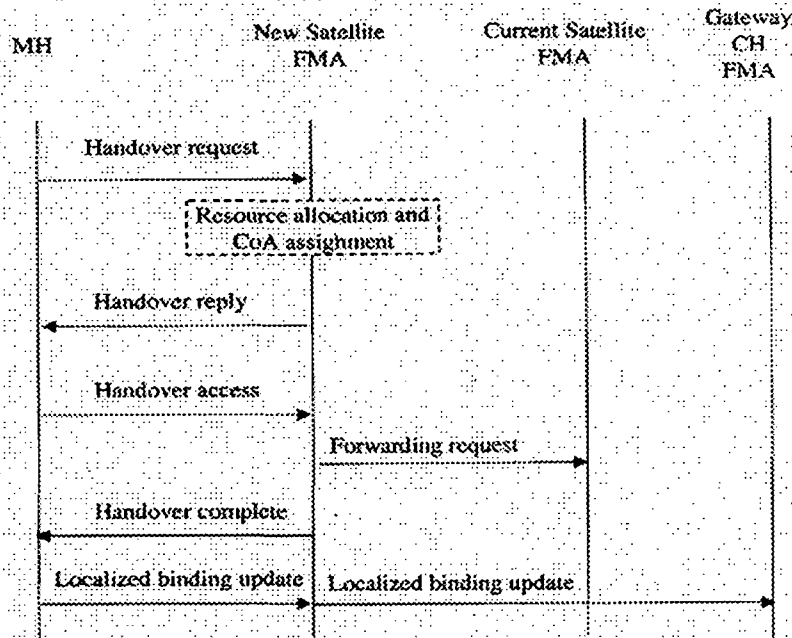 MH
New Satellite
FMA
Current Satellite
FMA
Gateway
CH
FMA
Handover request
Resource allocation and
CoA assighment
Handover reply
Handover access
Forwarding request
Handover complete
Localized binding update
Localized binding update